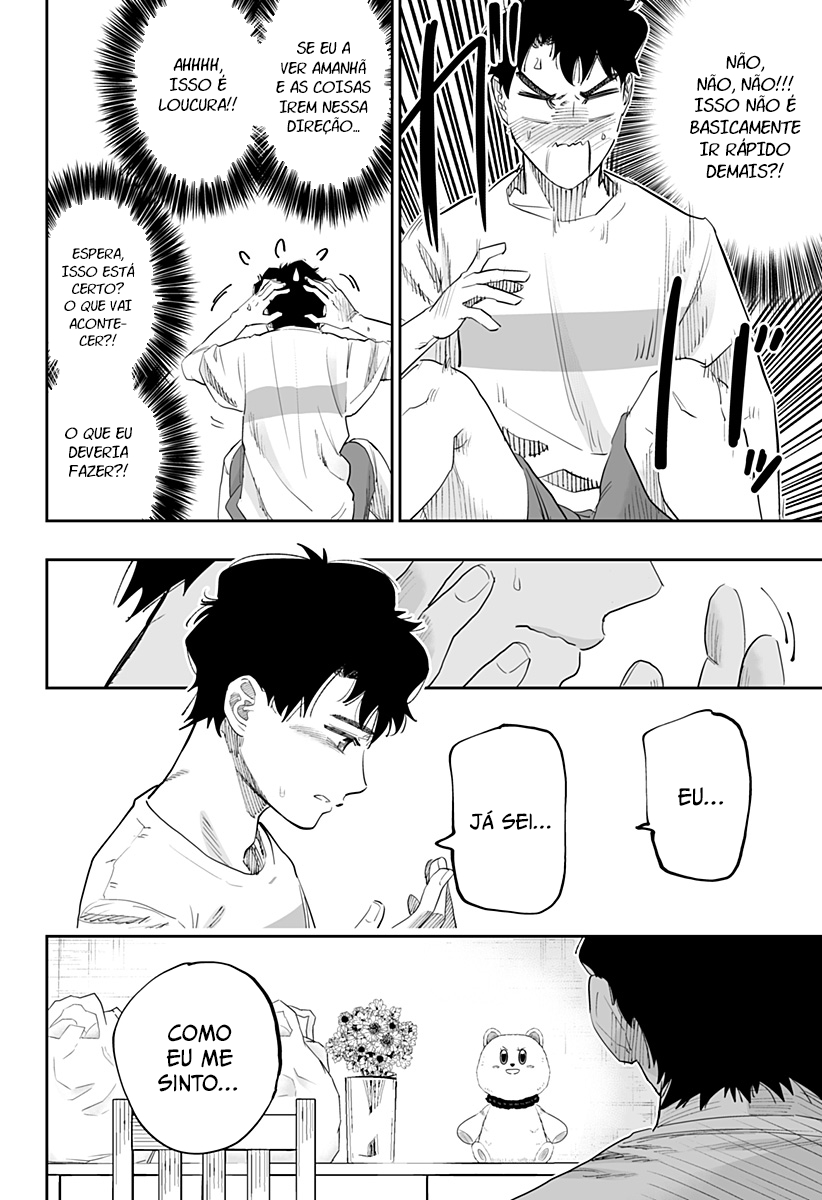 NÃO,
NÃO, NÃO!!!
ISSO NÃO É
BASICAMENTE
IR RÁPIDO
DEMAIS?!
SE EU A
VER AMANHÃ
E AS COISAS
IREM NESSA
DIREÇÃO...
AHHHH,
ISSO É
LOUCURA!!
ESPERA,
ISSO ESTÁ
CERTO?
O QUE VAI
ACONTE-
CER?!
O QUE EU
DEVERIA
FAZER?!
EU...
JÁ SEI...
COMO
EU ME
SINTO...